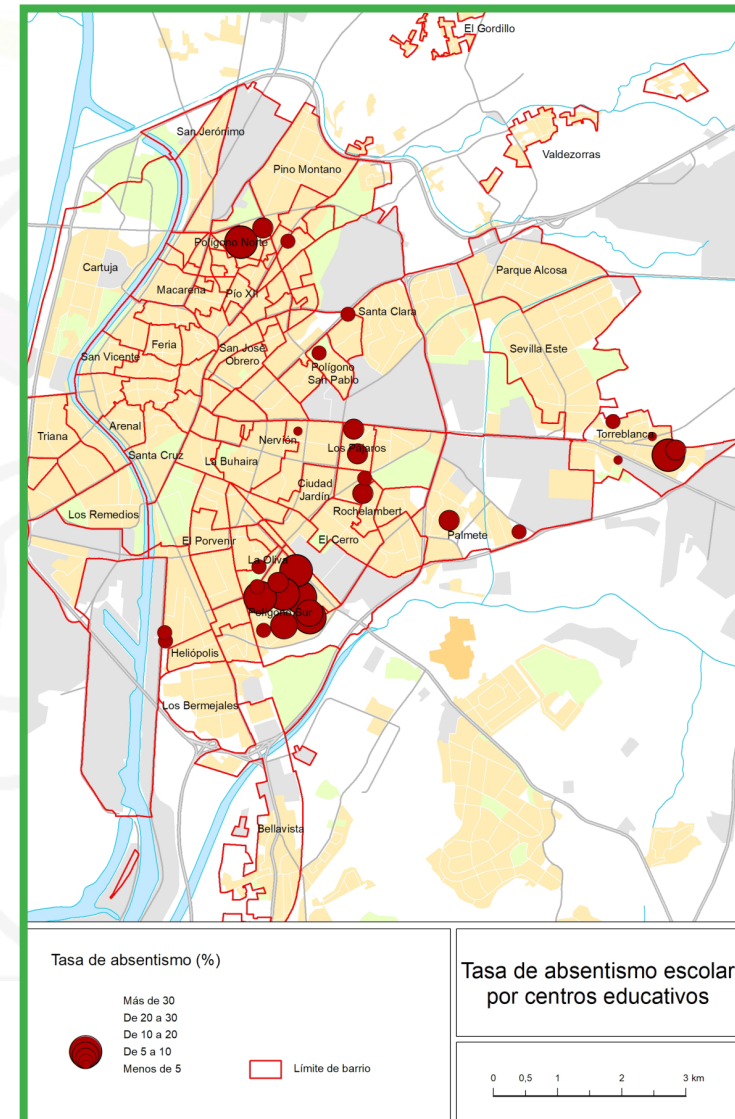 El Gordillo
San Jerónimo
Valdezorras
Pino Montano
Polígono Norte
Cartuja
Parque Alcosa
Macarena
Pío XII
Santa Clara
Feria
San José
Obrero
Sevilla Este
San Vicente
Polígono
San Pablo
Arenal
Triana
Nervión
Torreblanca
Los Pájaros
Santa Cruz
La Buhaira
Ciudad
Jardín
Los Remedios
Rochelambert
El Porvenir
El Cerro
Palmete
La Oliva
Polígono Sur
Heliópolis
Los Bermejales
Bellavista
Tasa de absentismo (%)
Más de 30
De 20 a 30
De 10 a 20
De 5 a 10
Menos de 5
Límite de barrio
Tasa de absentismo escolar
por centros educativos
0 0,5 1 2 3 km